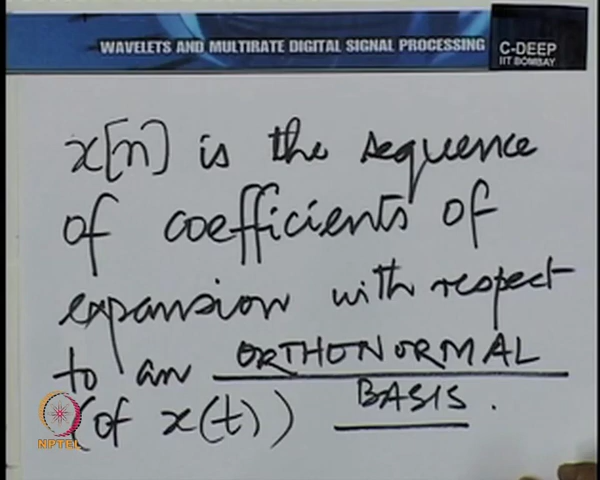 WAVELETS AND MULTIRATE DIGITAL SIGNAL PROCESSING
C-DEEP
IIT BOMBAY
x[n] is the sequence
of coefficients of
expansion with respect
to an ORTHONORMAL
(of x(t)) BASIS.
NPTEL